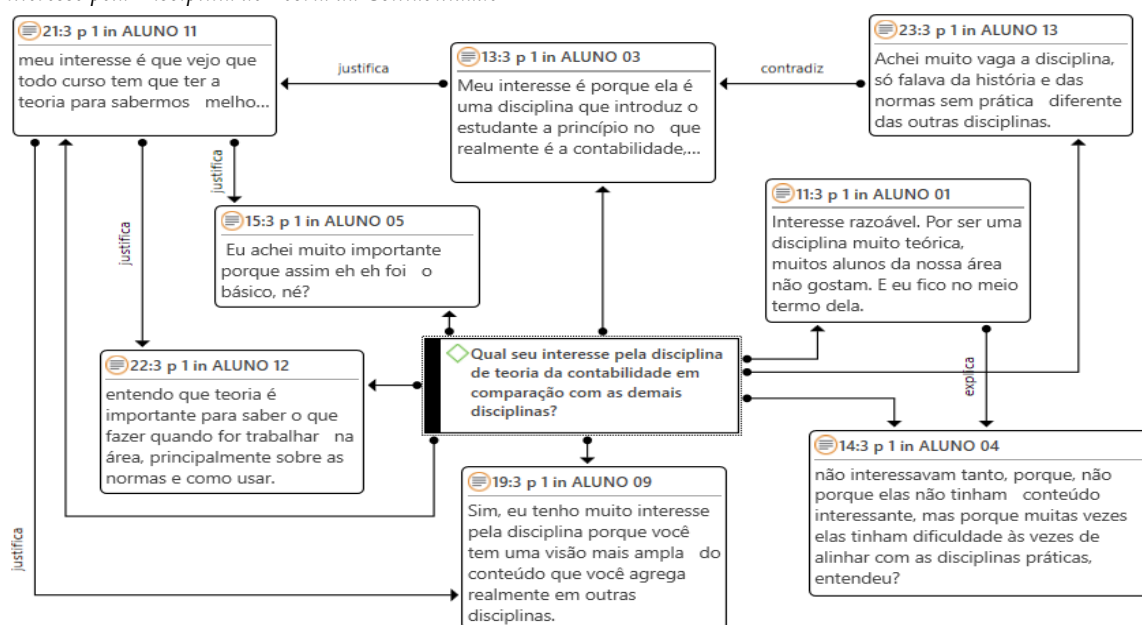 Interesse pela Disciplina de Teoria da Contabilidade
21:3 p 1 in ALUNO 11
meu interesse é que vejo que
todo curso tem que ter a
teoria para sabermos melho...
justifica
13:3 p 1 in ALUNO 03
Meu interesse é porque ela é
uma disciplina que introduz o
estudante a princípio no que
realmente é a contabilidade,...
contradiz
23:3 p 1 in ALUNO 13
Achei muito vaga a disciplina,
só falava da história e das
normas sem prática diferente
das outras disciplinas.
justifica
justifica
15:3 p 1 in ALUNO 05
Eu achei muito importante
porque assim eh eh foi o
básico, né?
11:3 p 1 in ALUNO 01
Interesse razoável. Por ser uma
disciplina muito teórica,
muitos alunos da nossa área
não gostam. E eu fico no meio
termo dela.
22:3 p 1 in ALUNO 12
entendo que teoria é
importante para saber o que
fazer quando for trabalhar na
área, principalmente sobre as
normas e como usar.
Qual seu interesse pela disciplina
de teoria da contabilidade em
comparação com as demais
disciplinas?
explica
14:3 p 1 in ALUNO 04
não interessavam tanto, porque, não
porque elas não tinham conteúdo
interessante, mas porque muitas vezes
elas tinham dificuldade às vezes de
alinhar com as disciplinas práticas,
entendeu?
justifica
19:3 p 1 in ALUNO 09
Sim, eu tenho muito interesse
pela disciplina porque você
tem uma visão mais ampla do
conteúdo que você agrega
realmente em outras
disciplinas.